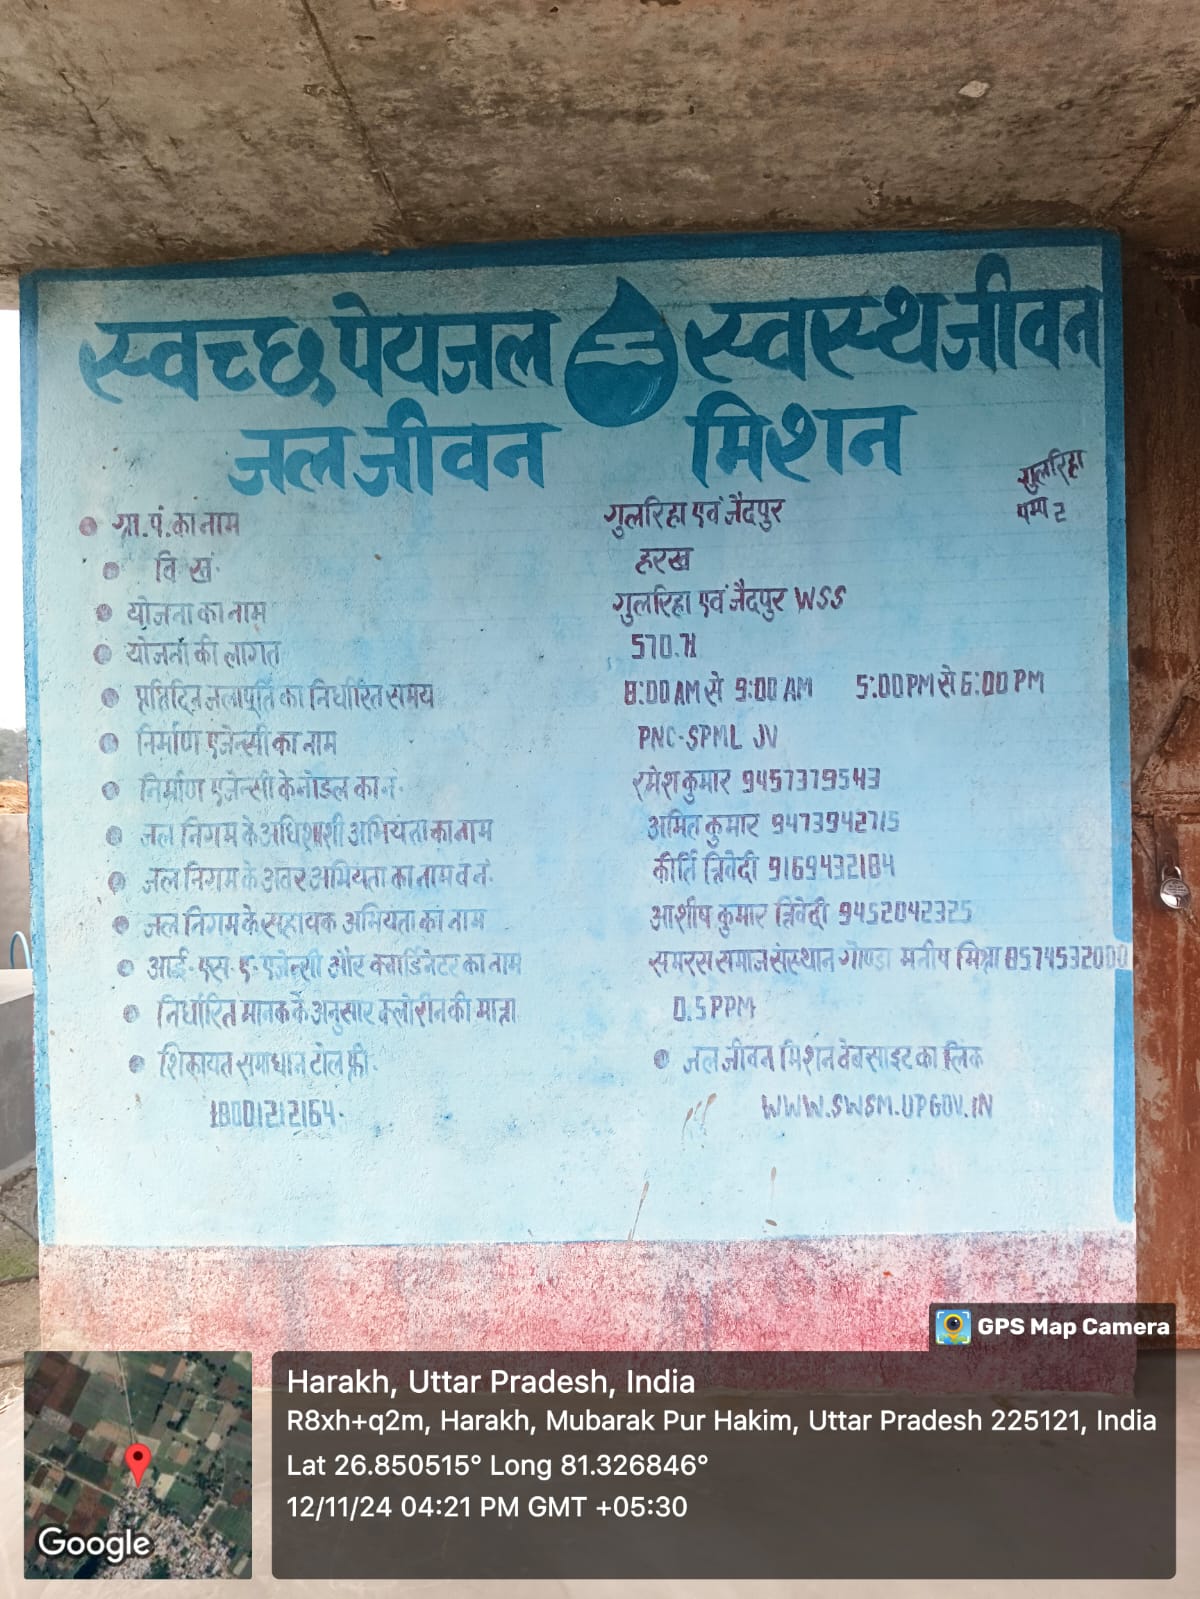 स्वच्छ पेयजल स्वस्थ जीवन
जल जीवन मिशन
गुलरिहा
पम्प 2
ग्रा.पं.का नाम गुलरिहा एवं जैदपुर
वि.खं. हरख
योजना का नाम गुलरिहा एवं जैदपुर WSS
योजना की लागत 570.71
प्रतिदिन जलापूर्ति का निर्धारित समय 8:00 AM से 9:00 AM 5:00 PM से 6:00 PM
निर्माण एजेन्सी का नाम PNC-SPML JV
निर्माण एजेन्सी के नोडल का नं. रमेश कुमार 9457379543
जल निगम के अधिशाशी अभियंता का नाम अमित कुमार 9473942715
जल निगम के अवर अभियंता का नाम व नं. कीर्ति त्रिवेदी 9169432184
जल निगम के सहायक अभियंता का नाम आशीष कुमार त्रिवेदी 9452042325
आई.एस.ए.एजेन्सी और क्वार्डिनेटर का नाम समरस समाज संस्थान गोण्डा मनीष मिश्रा 8574532000
निर्धारित मानक के अनुसार क्लोरीन की मात्रा 0.5 PPM
शिकायत समाधान टोल फ्री. जल जीवन मिशन वेबसाइट का लिंक
18001212164. WWW.SWSM.UPGOV.IN
GPS Map Camera
Harakh, Uttar Pradesh, India
R8xh+q2m, Harakh, Mubarak Pur Hakim, Uttar Pradesh 225121, India
Lat 26.850515° Long 81.326846°
12/11/24 04:21 PM GMT +05:30
Google